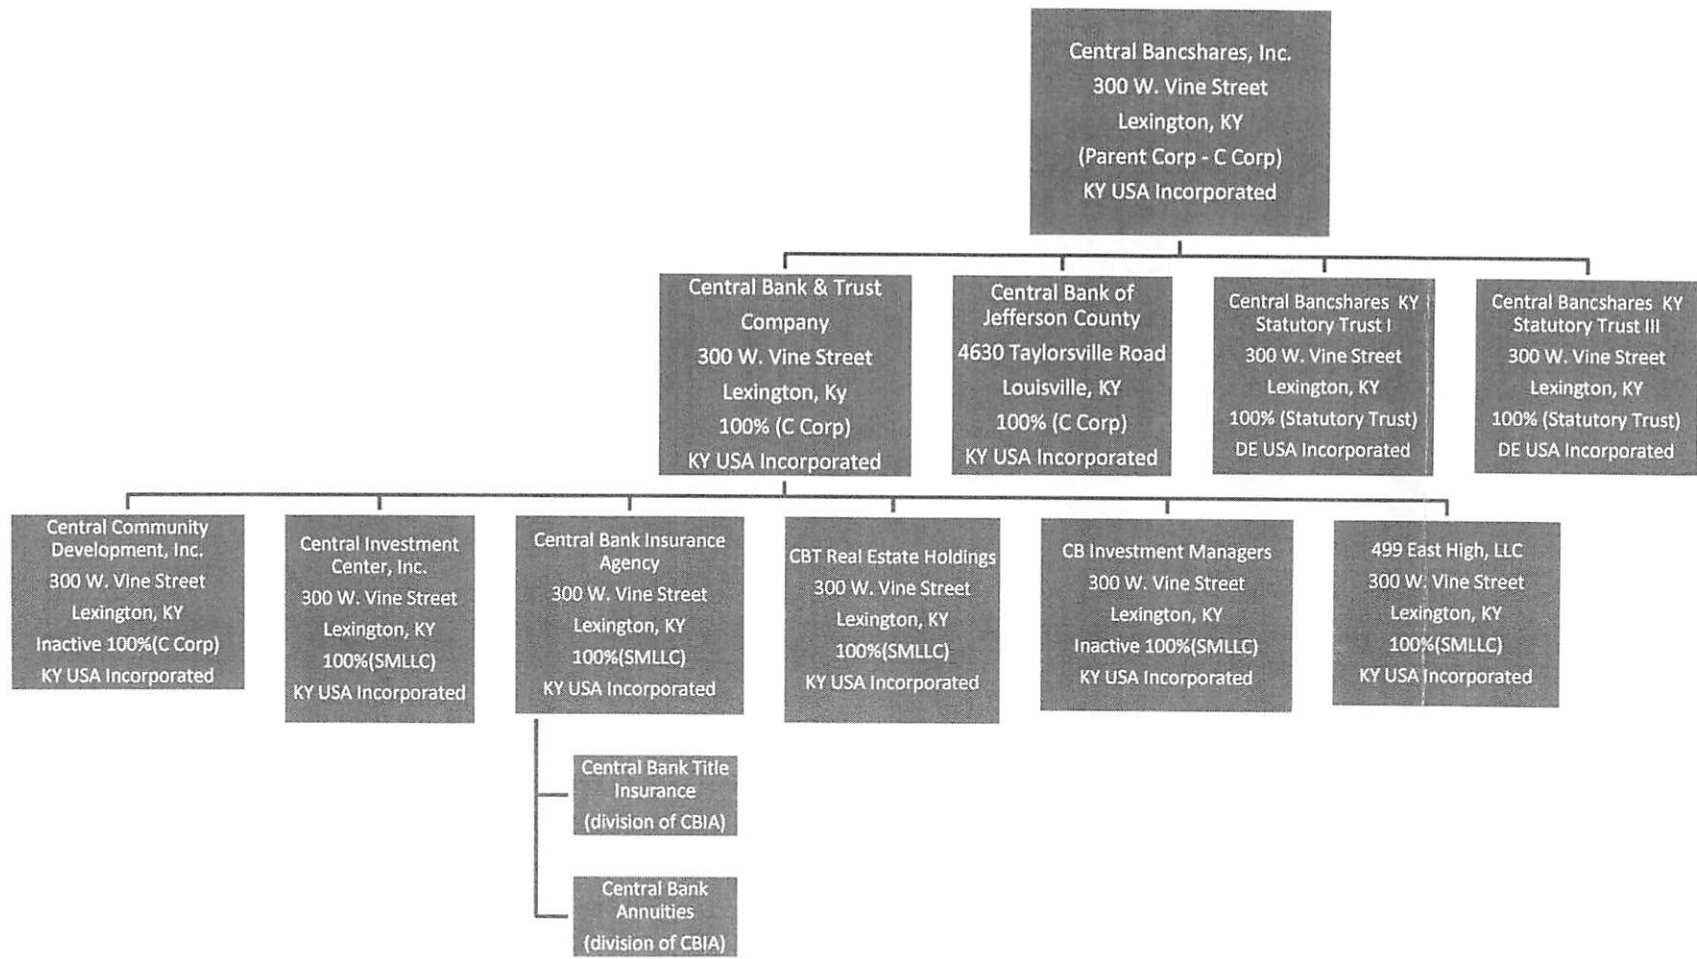 Central Bancshares, Inc.
300 W. Vine Street
Lexington, KY
(Parent Corp - C Corp)
KY USA Incorporated
Central Bank & Trust
Company
300 W. Vine Street
Lexington, Ky
100% (C Corp)
KY USA Incorporated
Central Bank of
Jefferson County
4630 Taylorsville Road
Louisville, KY
100% (C Corp)
KY USA Incorporated
Central Bancshares KY
Statutory Trust I
300 W. Vine Street
Lexington, KY
100% (Statutory Trust)
DE USA Incorporated
Central Bancshares KY
Statutory Trust III
300 W. Vine Street
Lexington, KY
100% (Statutory Trust)
DE USA Incorporated
Central Community
Development, Inc.
300 W. Vine Street
Lexington, KY
Inactive 100%(C Corp)
KY USA Incorporated
Central Investment
Center, Inc.
300 W. Vine Street
Lexington, KY
100%(SMLLC)
KY USA Incorporated
Central Bank Insurance
Agency
300 W. Vine Street
Lexington, KY
100%(SMLLC)
KY USA Incorporated
CBT Real Estate Holdings
300 W. Vine Street
Lexington, KY
100%(SMLLC)
KY USA Incorporated
CB Investment Managers
300 W. Vine Street
Lexington, KY
Inactive 100%(SMLLC)
KY USA Incorporated
499 East High, LLC
300 W. Vine Street
Lexington, KY
100%(SMLLC)
KY USA Incorporated
Central Bank Title
Insurance
(division of CBIA)
Central Bank
Annuities
(division of CBIA)